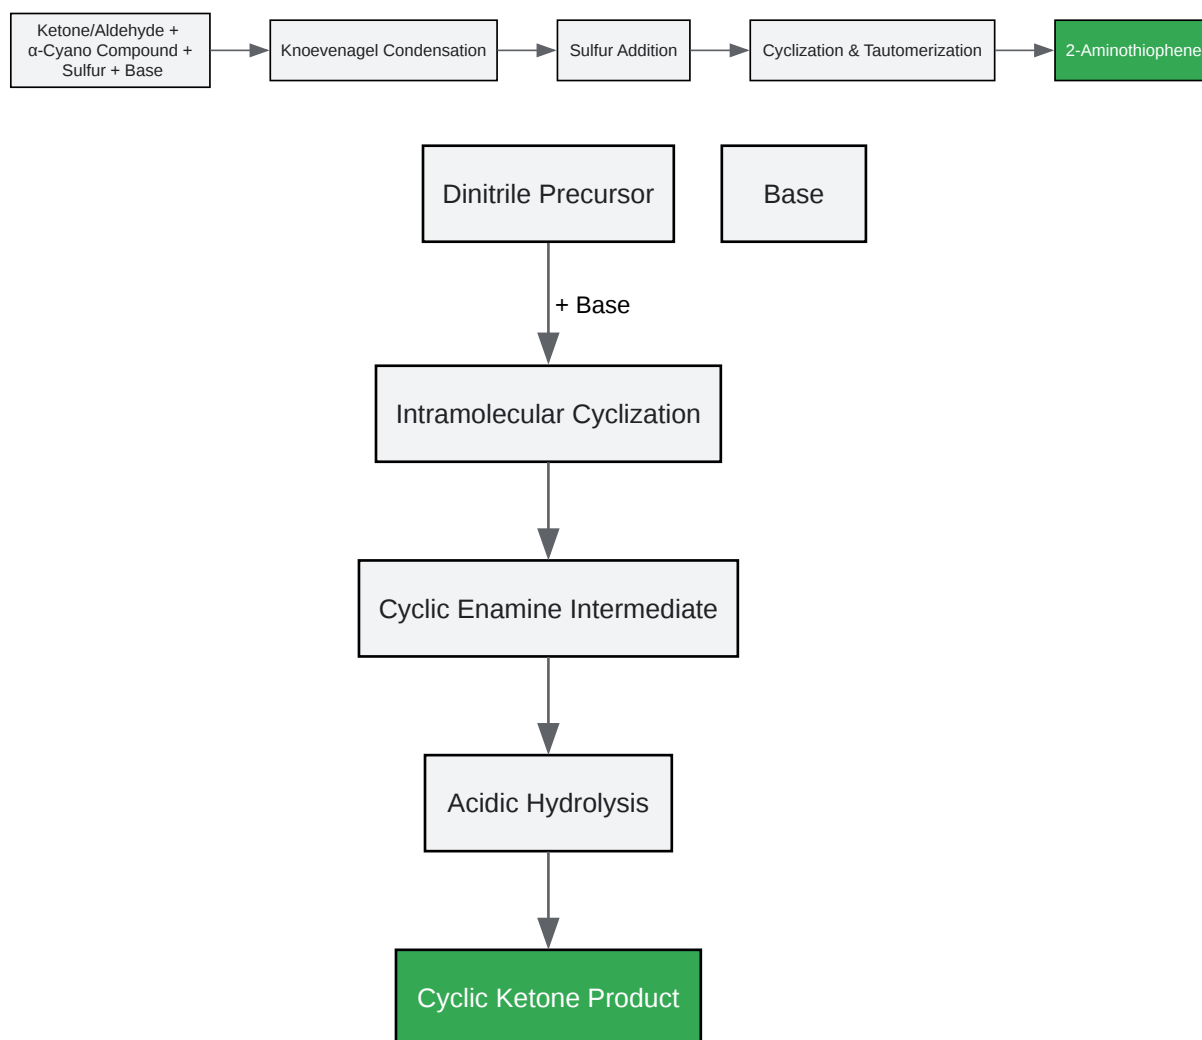 Ketone/Aldehyde +
α-Cyano Compound +
Sulfur + Base
Knoevenagel Condensation
Sulfur Addition
Cyclization & Tautomerization
2-Aminothiophene
Dinitrile Precursor
Base
+ Base
Intramolecular Cyclization
Cyclic Enamine Intermediate
Acidic Hydrolysis
Cyclic Ketone Product